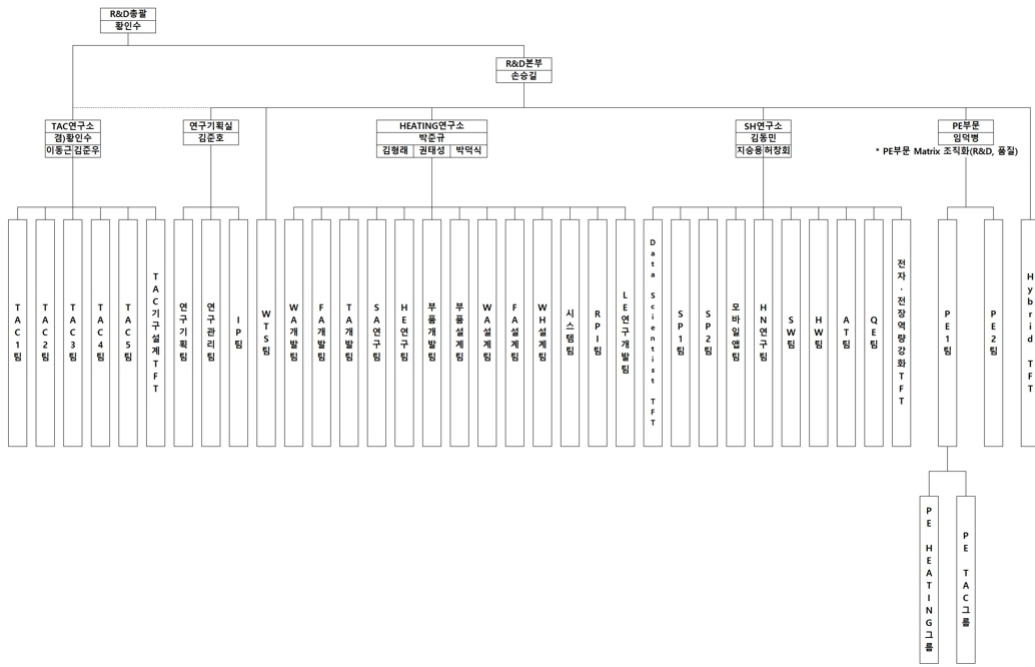 R&D총괄
황인수
R&D본부
손승길
TAC연구소
겸)황인수
이동근 김준우
연구기획실
김준호
HEATING연구소
박준규
김형래 권태성 박덕식
SH연구소
김동민
지승용 허창회
PE부문
임덕병
* PE부문 Matrix 조직화(R&D, 품질)
TAC1팀
TAC2팀
TAC3팀
TAC4팀
TAC5팀
TAC기구설계TFT
연구기획팀
연구관리팀
IP팀
WTS팀
WA개발팀
FA개발팀
TA개발팀
SA연구팀
HE연구팀
부품개발팀
부품설계팀
WA설계팀
FA설계팀
WH설계팀
시스템팀
RPI팀
LE연구개발팀
Data Scientist TFT
SP1팀
SP2팀
모바일앱팀
HN연구팀
SW팀
HW팀
AT팀
QE팀
전자·전장역량강화TFT
PE1팀
PE2팀
Hybrid TFT
PE HEATING그룹
PE TAC그룹